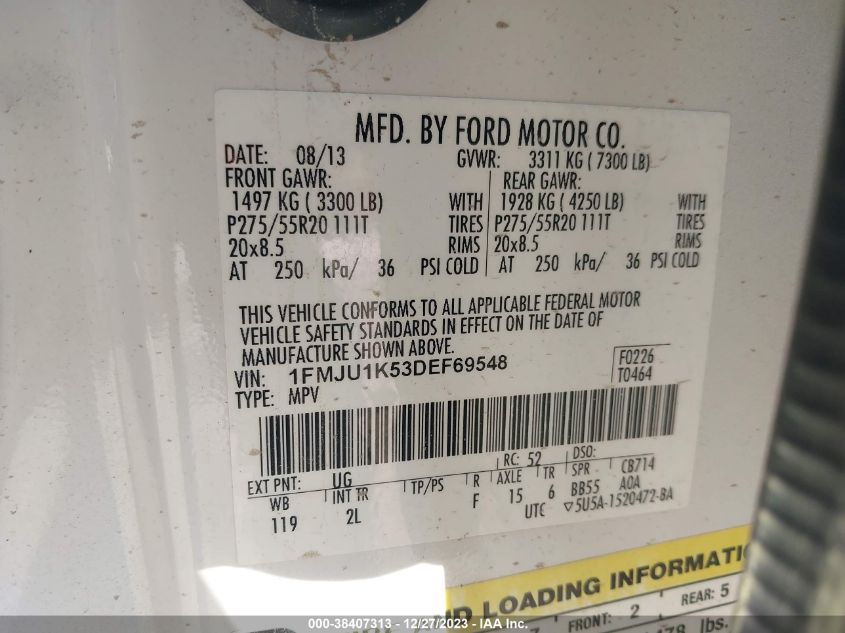 MFD. BY FORD MOTOR CO.
DATE: 08/13 GVWR: 3311 KG ( 7300 LB)
FRONT GAWR: REAR GAWR:
1497 KG ( 3300 LB) WITH 1928 KG ( 4250 LB) WITH
P275/55R20 111T TIRES P275/55R20 111T TIRES
20x8.5 RIMS 20x8.5 RIMS
AT 250 kPa/ 36 PSI COLD AT 250 kPa/ 36 PSI COLD
THIS VEHICLE CONFORMS TO ALL APPLICABLE FEDERAL MOTOR
VEHICLE SAFETY STANDARDS IN EFFECT ON THE DATE OF
MANUFACTURE SHOWN ABOVE.
VIN: 1FMJU1K53DEF69548 F0226
TYPE: MPV T0464
EXT PNT: UG RC: 52 DSO:
WB INT TR TP/PS R AXLE TR SPR CB714
119 2L F 15 6 BB55 AOA
UTC ▽5U5A-1520472-BA
AND LOADING INFORMATIO
FRONT: 2 REAR: 5
lbs.
000-38407313 - 12/27/2023 - IAA Inc.